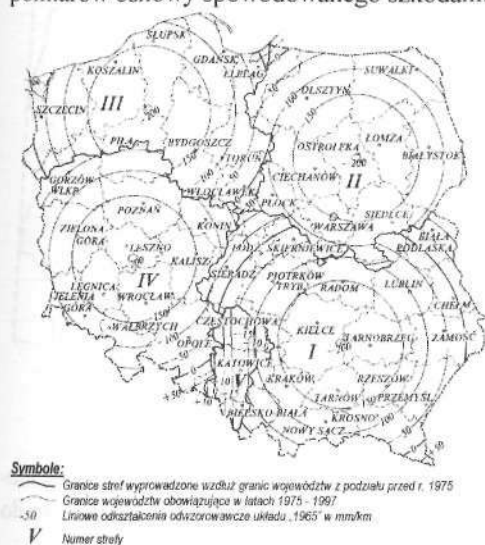 SŁUPSK
KOSZALIN
GDAŃSK
ELBLĄG
SZCZECIN
III
200
PIŁA
BYDGOSZCZ
TORUŃ
WŁOCŁAWEK
SUWAŁKI
OLSZTYN
ŁOMŻA
OSTROŁĘKA
200
BIAŁYSTOK
II
CIECHANÓW
PŁOCK
WARSZAWA
SIEDLCE
BIAŁA
PODLASKA
GORZÓW
WLKP.
POZNAŃ
ZIELONA
GÓRA
KONIN
LESZNO
KALISZ
IV
LEGNICA
JELENIA
GÓRA
WROCŁAW
WAŁBRZYCH
OPOLE
ŁÓDŹ
SKIERNIEWICE
SIERADZ
PIOTRKÓW
TRYB.
RADOM
LUBLIN
CHEŁM
ZAMOŚĆ
CZĘSTOCHOWA
KIELCE
TARNOBRZEG
I
KATOWICE
V
KRAKÓW
RZESZÓW
TARNÓW
PRZEMYŚL
BIELSKO-BIAŁA
KROSNO
NOWY SĄCZ
Symbole:
Granice stref wyprowadzone wzdłuż granic województw z podziału przed r. 1975
Granice województw obowiązujące w latach 1975 - 1997
-50 Liniowe odkształcenia odwzorowawcze układu „1965" w mm/km
V Numer strefy